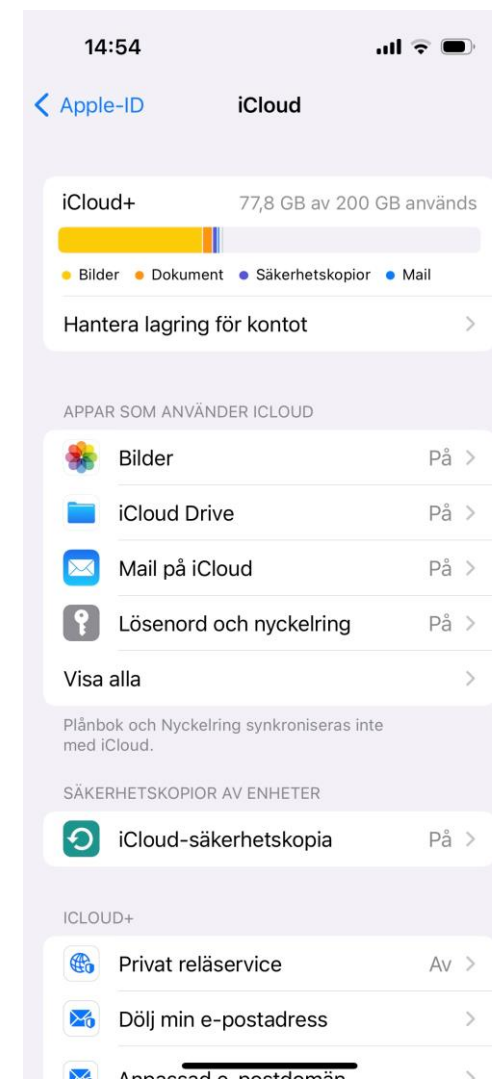 14:54
Apple-ID
iCloud
iCloud+
77,8 GB av 200 GB används
Bilder Dokument Säkerhetskopior Mail
Hantera lagring för kontot
APPAR SOM ANVÄNDER ICLOUD
Bilder På
iCloud Drive På
Mail på iCloud På
Lösenord och nyckelring På
Visa alla
Plånbok och Nyckelring synkroniseras inte
med iCloud.
SÄKERHETSKOPIOR AV ENHETER
iCloud-säkerhetskopia På
ICLOUD+
Privat reläservice Av
Dölj min e-postadress
Anpassad e-postdomän